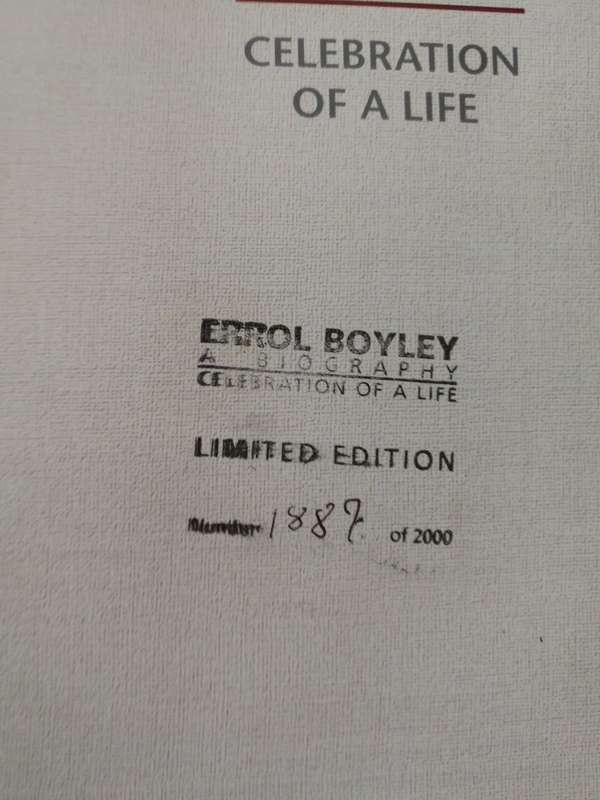 CELEBRATION
OF A LIFE
ERROL BOYLEY
A BIOGRAPHY
CELEBRATION OF A LIFE
LIMITED EDITION
Number 1887 of 2000